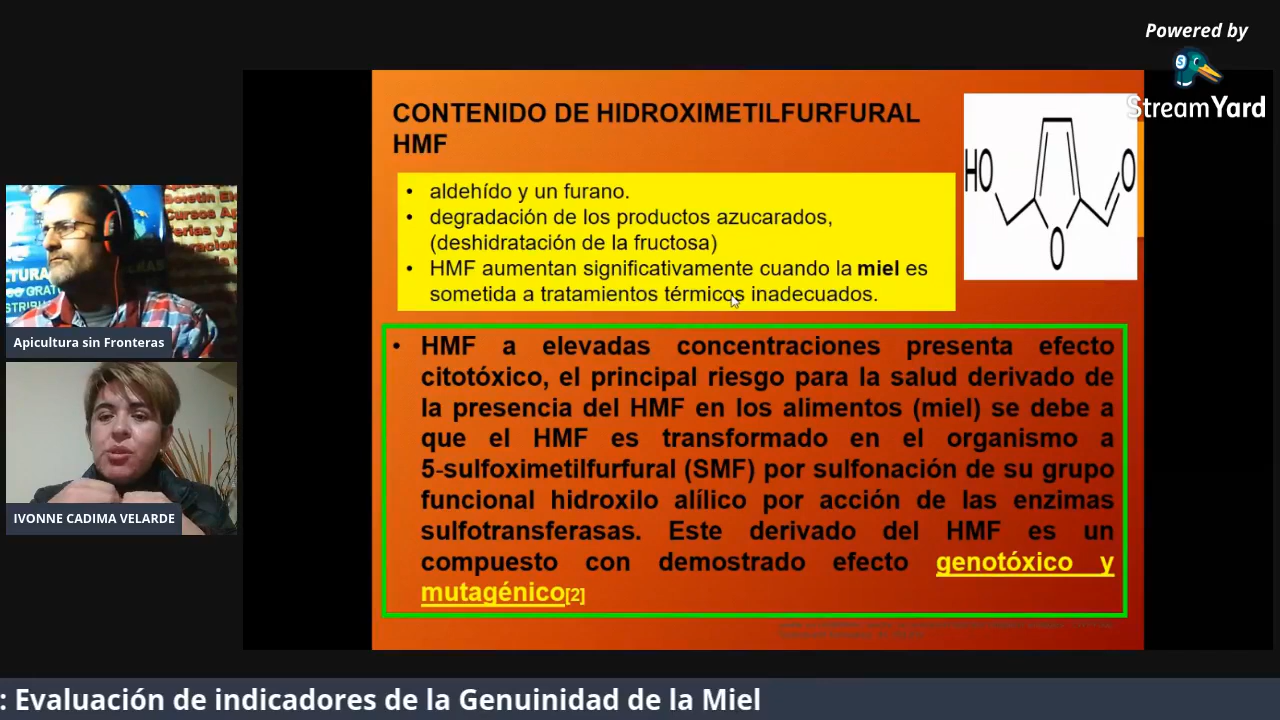 Powered by
StreamYard
CONTENIDO DE HIDROXIMETILFURFURAL
HMF
• aldehído y un furano.
• degradación de los productos azucarados,
(deshidratación de la fructosa)
• HMF aumentan significativamente cuando la miel es
sometida a tratamientos térmicos inadecuados.
HO
O
O
• HMF a elevadas concentraciones presenta efecto
citotóxico, el principal riesgo para la salud derivado de
la presencia del HMF en los alimentos (miel) se debe a
que el HMF es transformado en el organismo a
5-sulfoximetilfurfural (SMF) por sulfonación de su grupo
funcional hidroxilo alílico por acción de las enzimas
sulfotransferasas. Este derivado del HMF es un
compuesto con demostrado efecto genotóxico y
mutagénico[2]
Apicultura sin Fronteras
IVONNE CADIMA VELARDE
: Evaluación de indicadores de la Genuinidad de la Miel